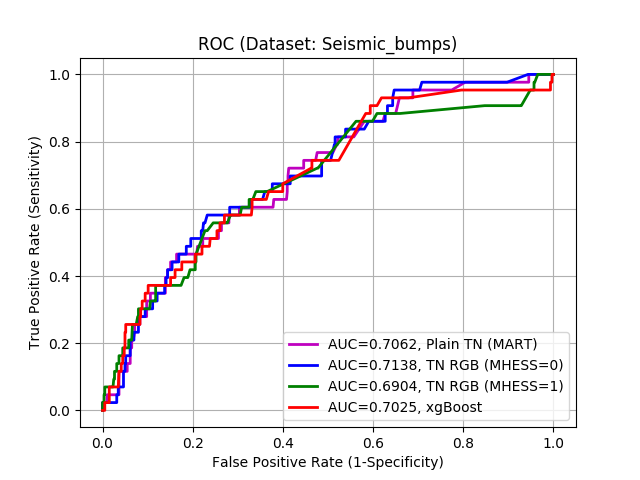 ROC (Dataset: Seismic_bumps)
True Positive Rate (Sensitivity)
1.0
0.8
0.6
0.4
0.2
0.0
AUC=0.7062, Plain TN (MART)
AUC=0.7138, TN RGB (MHESS=0)
AUC=0.6904, TN RGB (MHESS=1)
AUC=0.7025, xgBoost
0.0 0.2 0.4 0.6 0.8 1.0
False Positive Rate (1-Specificity)